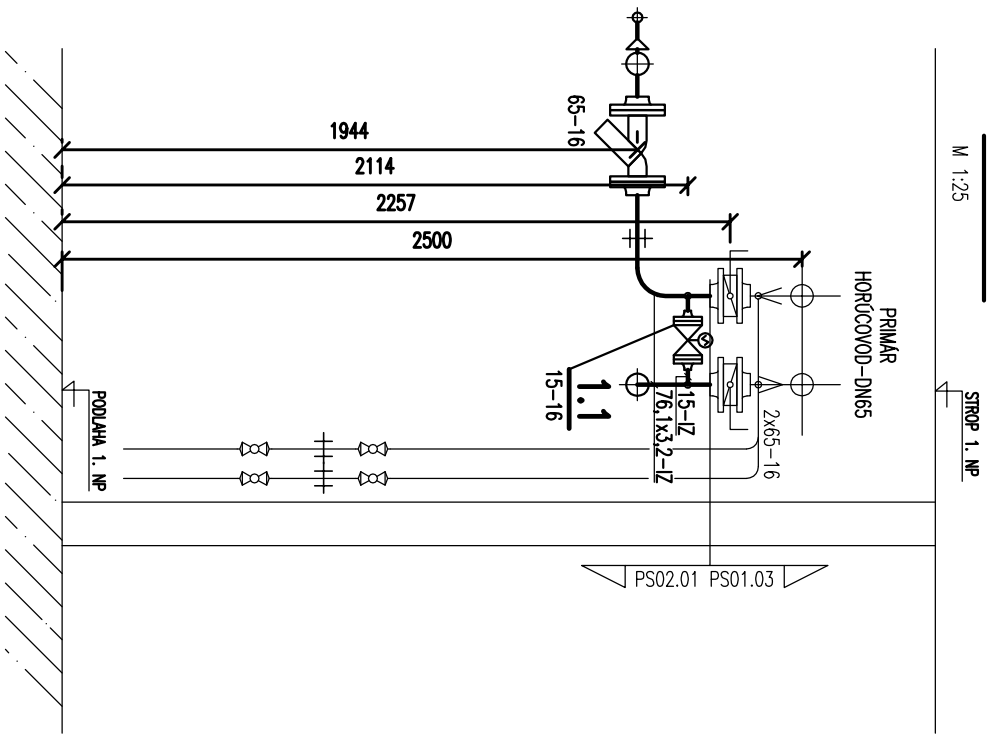 M 1:25
STROP 1. NP
PRIMÁR
HORÚCOVOD-DN65
2x65-16
65-16
1944
2114
2257
2500
1.1
15-16
15-IZ
76,1x3,2-IZ
PS02.01 PS01.03
PODLAHA 1. NP